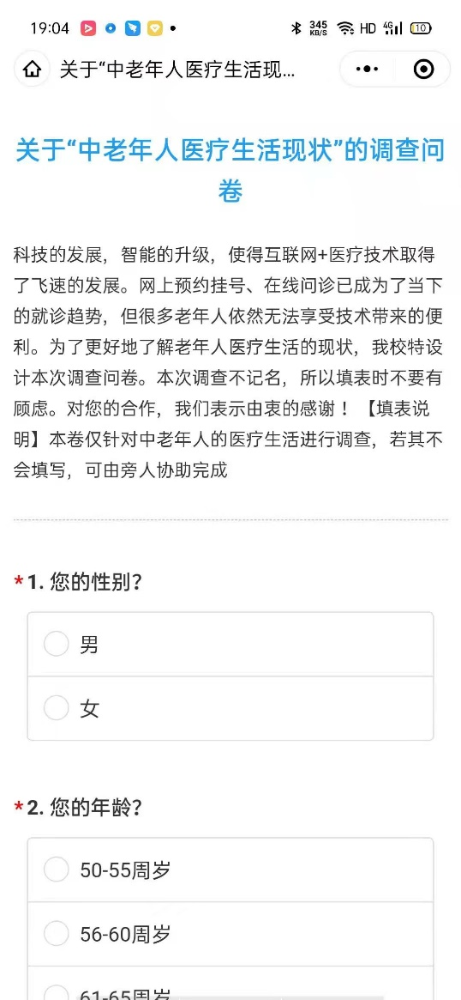 19:04
345 KB/S HD 4G 10
关于“中老年人医疗生活现...
关于“中老年人医疗生活现状”的调查问
卷
科技的发展，智能的升级，使得互联网+医疗技术取得
了飞速的发展。网上预约挂号、在线问诊已成为了当下
的就诊趋势，但很多老年人依然无法享受技术带来的便
利。为了更好地了解老年人医疗生活的现状，我校特设
计本次调查问卷。本次调查不记名，所以填表时不要有
顾虑。对您的合作，我们表示由衷的感谢！【填表说
明】本卷仅针对中老年人的医疗生活进行调查，若其不
会填写，可由旁人协助完成
*1. 您的性别？
男
女
*2. 您的年龄？
50-55周岁
56-60周岁
61-65周岁